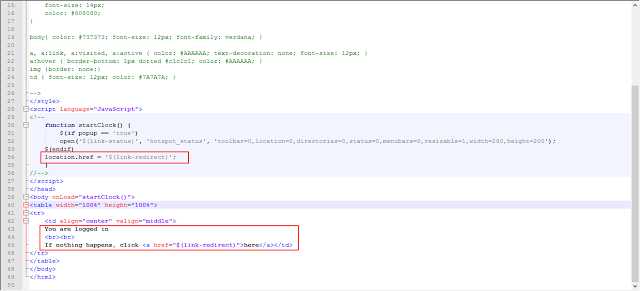 15 font-size: 14px;
16 color: #808080;
17 }
18
19 body{ color: #737373; font-size: 12px; font-family: verdana; }
20
21 a, a:link, a:visited, a:active { color: #AAAAAA; text-decoration: none; font-size: 12px; }
22 a:hover { border-bottom: 1px dotted #c1c1c1; color: #AAAAAA; }
23 img {border: none;}
24 td { font-size: 12px; color: #7A7A7A; }
25
26 -->
27 </style>
28 <script language="JavaScript">
29 <!--
30 function startClock() {
31 $(if popup == 'true')
32 open('$(link-status)', 'hotspot_status', 'toolbar=0,location=0,directories=0,status=0,menubars=0,resizable=1,width=290,height=200');
33 $(endif)
34 location.href = '$(link-redirect)';
35 }
36 //-->
37 </script>
38 </head>
39 <body onLoad="startClock()">
40 <table width="100%" height="100%">
41 <tr>
42 <td align="center" valign="middle">
43 You are logged in
44 <br><br>
45 If nothing happens, click <a href="$(link-redirect)">here</a></td>
46 </tr>
47 </table>
48 </body>
49 </html>
50